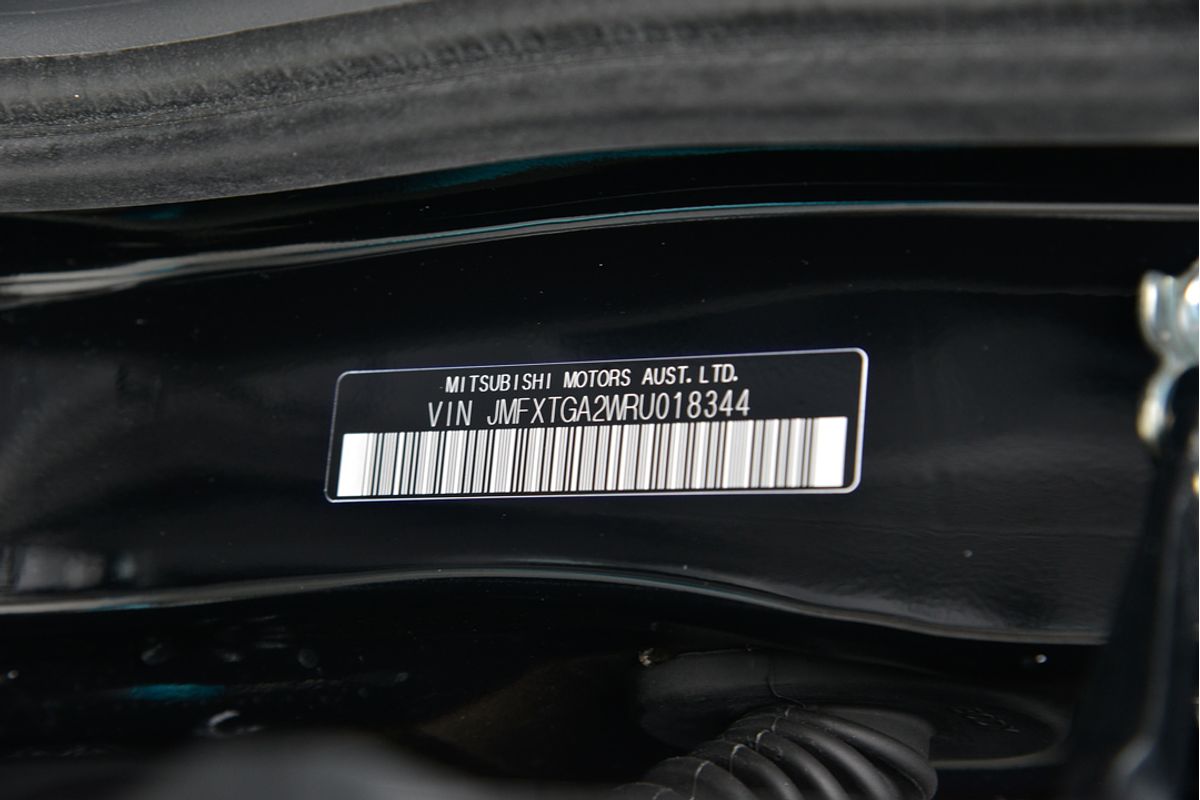 MITSUBISHI MOTORS AUST.LTD.
VIN JMFXTGA2WRU018344